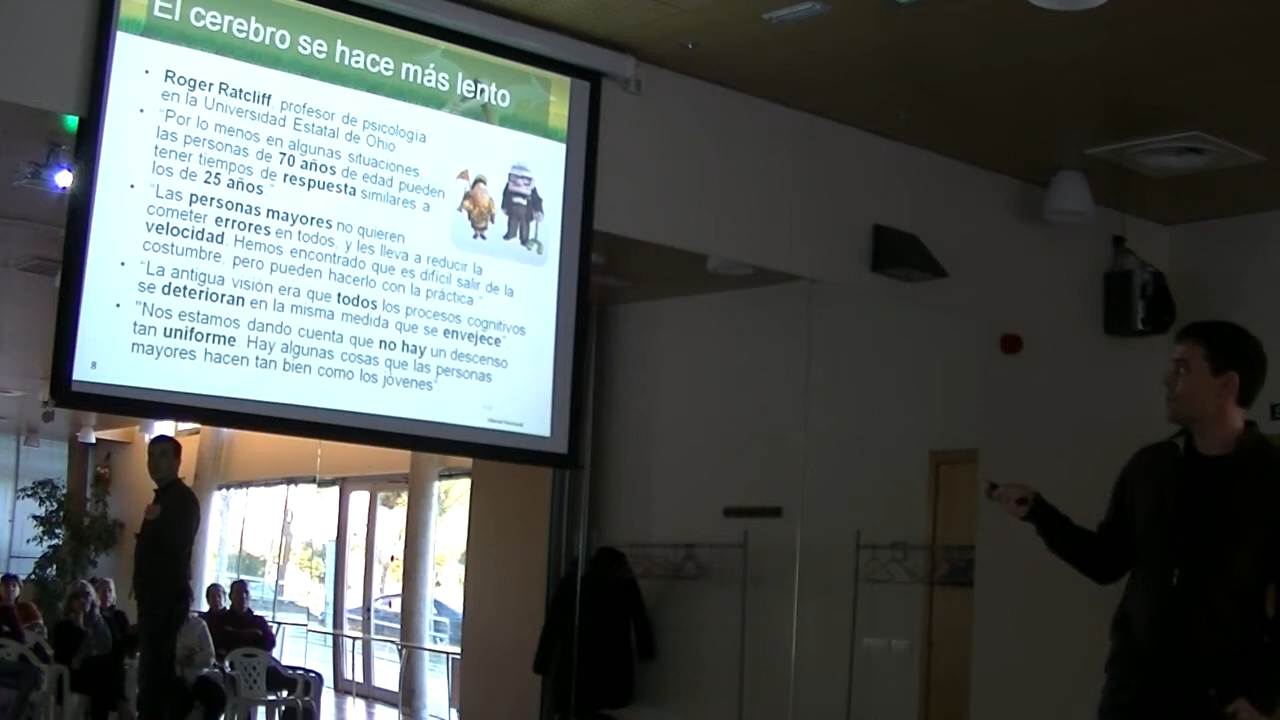 El cerebro se hace más lento
• Roger Ratcliff, profesor de psicología
en la Universidad Estatal de Ohio
• "Por lo menos en algunas situaciones,
las personas de 70 años de edad pueden
tener tiempos de respuesta similares a
los de 25 años."
• "Las personas mayores no quieren
cometer errores en todos, y les lleva a reducir la
velocidad. Hemos encontrado que es difícil salir de la
costumbre, pero pueden hacerlo con la práctica."
• "La antigua visión era que todos los procesos cognitivos
se deterioran en la misma medida que se envejece"
• "Nos estamos dando cuenta que no hay un descenso
tan uniforme. Hay algunas cosas que las personas
mayores hacen tan bien como los jóvenes"
8